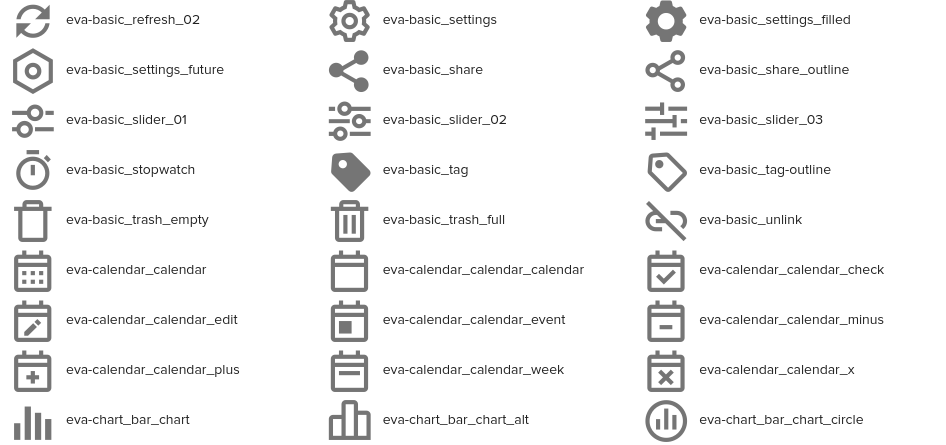 eva-basic_refresh_02 eva-basic_settings eva-basic_settings_filled
eva-basic_settings_future eva-basic_share eva-basic_share_outline
eva-basic_slider_01 eva-basic_slider_02 eva-basic_slider_03
eva-basic_stopwatch eva-basic_tag eva-basic_tag-outline
eva-basic_trash_empty eva-basic_trash_full eva-basic_unlink
eva-calendar_calendar eva-calendar_calendar_calendar eva-calendar_calendar_check
eva-calendar_calendar_edit eva-calendar_calendar_event eva-calendar_calendar_minus
eva-calendar_calendar_plus eva-calendar_calendar_week eva-calendar_calendar_x
eva-chart_bar_chart eva-chart_bar_chart_alt eva-chart_bar_chart_circle